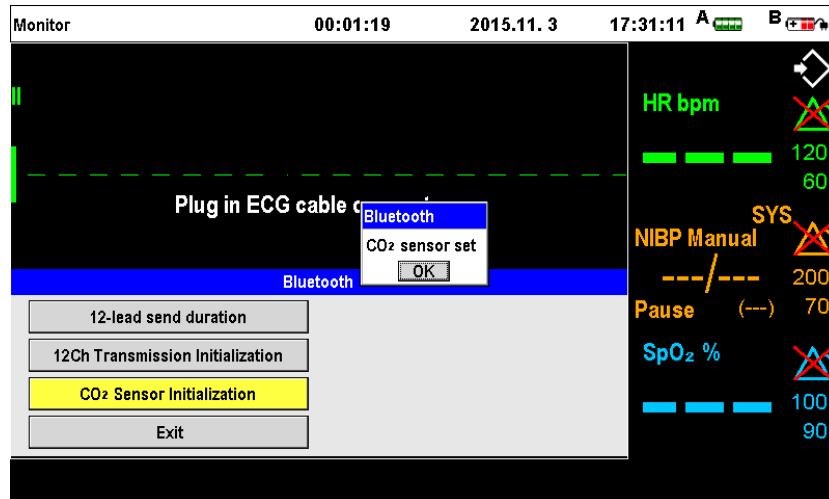 Monitor 00:01:19 2015.11. 3 17:31:11 A B
II
HR bpm
120
60
Plug in ECG cable
Bluetooth
CO₂ sensor set
OK
SYS
NIBP Manual
---/---
200
Pause (---) 70
Bluetooth
12-lead send duration
12Ch Transmission Initialization
CO₂ Sensor Initialization
Exit
SpO₂ %
100
90